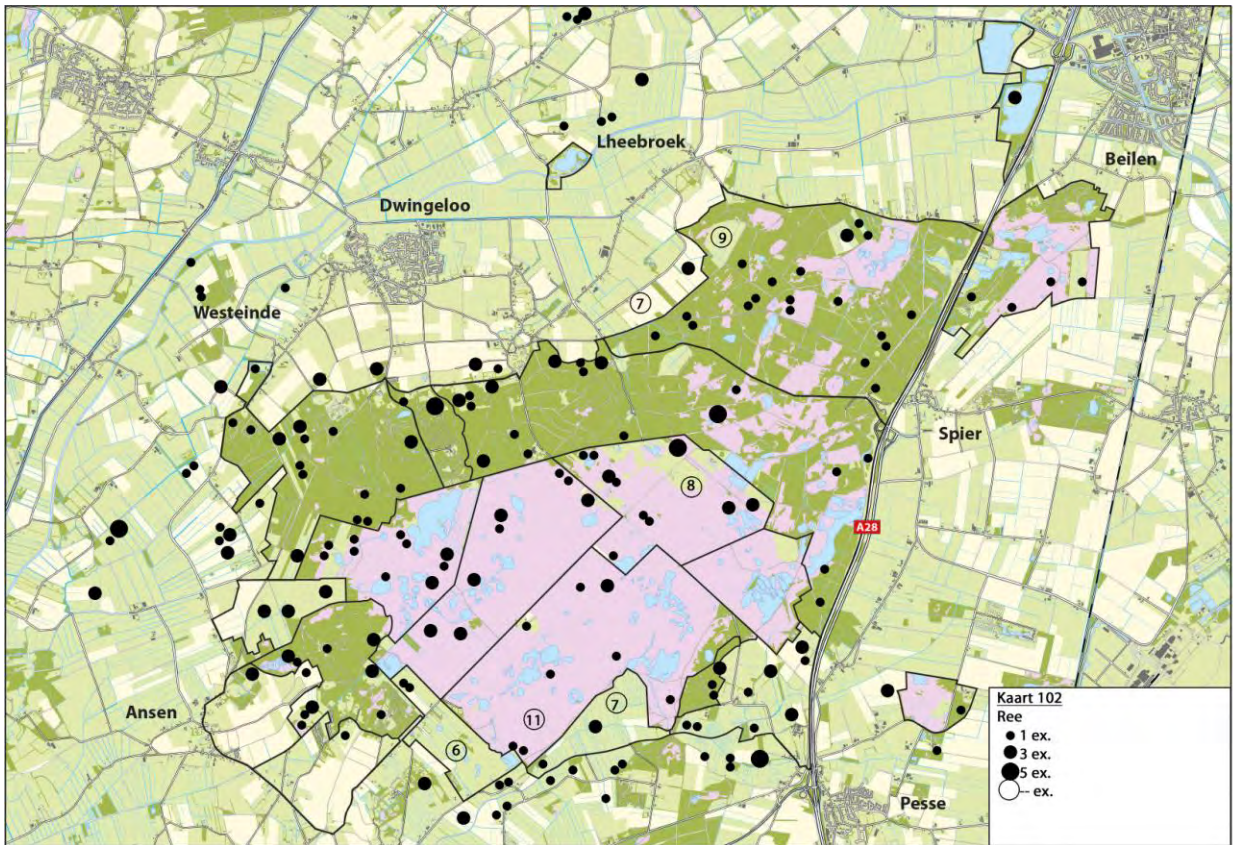 Lheebroek
Beilen
Dwingeloo
9
7
Westeinde
Spier
8
A28
Ansen
11
7
6
Pesse
Kaart 102
Ree
1 ex.
3 ex.
5 ex.
-- ex.